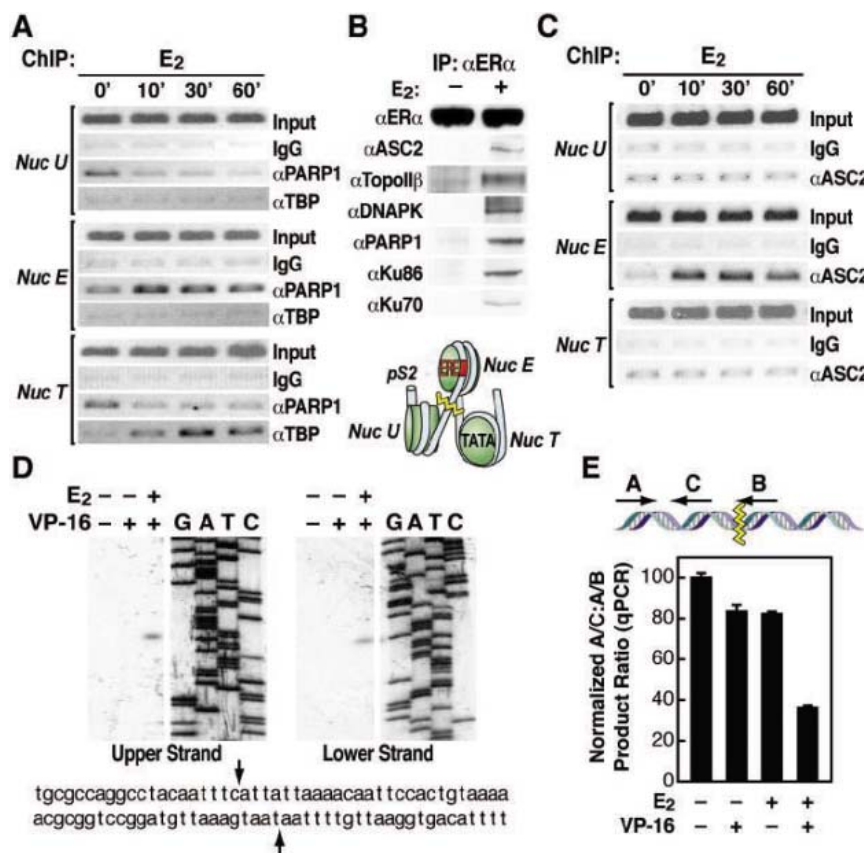 A
ChIP: E2
0' 10' 30' 60'
Nuc U
Input
IgG
αPARP1
αTBP
Nuc E
Input
IgG
αPARP1
αTBP
Nuc T
Input
IgG
αPARP1
αTBP
B
IP: αERα
E2: – +
αERα
αASC2
αTopoIIβ
αDNAPK
αPARP1
αKu86
αKu70
pS2
ERE
Nuc E
Nuc U
TATA
Nuc T
C
ChIP: E2
0' 10' 30' 60'
Nuc U
Input
IgG
αASC2
Nuc E
Input
IgG
αASC2
Nuc T
Input
IgG
αASC2
D
E2 – – + – – +
VP-16 – + + G A T C – + + G A T C
Upper Strand Lower Strand
tgcgccaggcctacaatttcattattaaaacaattccactgtaaaa
acgcggtccggatgttaaagtaataattttgttaaggtgacatttt
E
A C B
Normalized A/C:A/B
Product Ratio (qPCR)
100
80
60
40
20
0
E2 – – + +
VP-16 – + – +